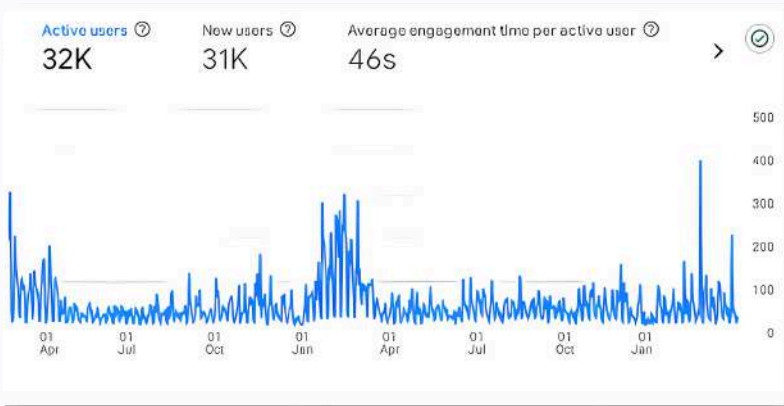 Active users
New users
Average engagement time per active user
32K
31K
46s
500
400
300
200
100
0
01 Apr
01 Jul
01 Oct
01 Jan
01 Apr
01 Jul
01 Oct
01 Jan